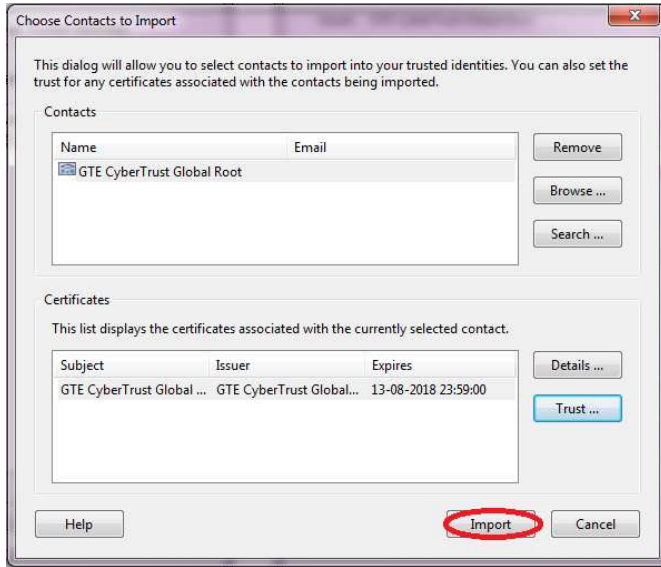 Choose Contacts to Import
This dialog will allow you to select contacts to import into your trusted identities. You can also set the
trust for any certificates associated with the contacts being imported.
Contacts
Name Email
GTE CyberTrust Global Root
Remove
Browse ...
Search ...
Certificates
This list displays the certificates associated with the currently selected contact.
Subject Issuer Expires
GTE CyberTrust Global ... GTE CyberTrust Global... 13-08-2018 23:59:00
Details ...
Trust ...
Help Import Cancel